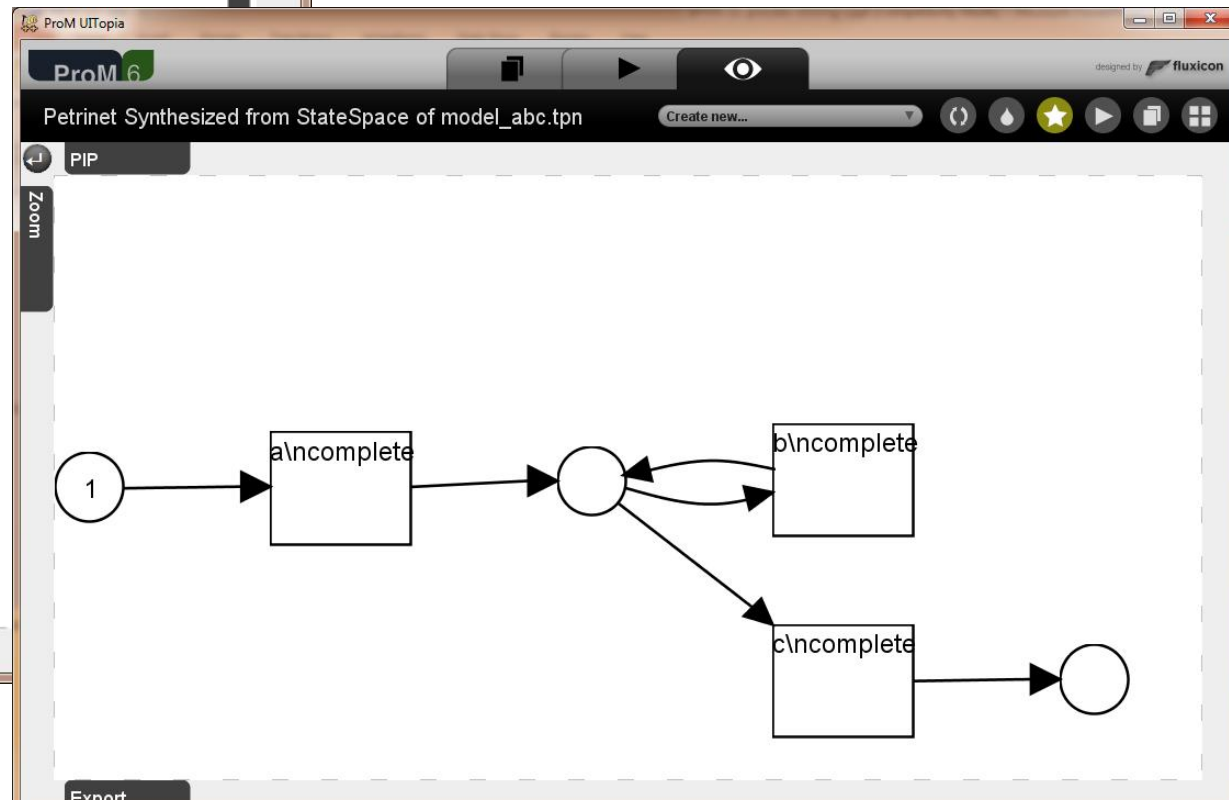 ProM UITopia
ProM 6
designed by fluxicon
Petrinet Synthesized from StateSpace of model_abc.tpn
Create new...
PIP
Zoom
a\ncomplete
b\ncomplete
1
c\ncomplete
Export